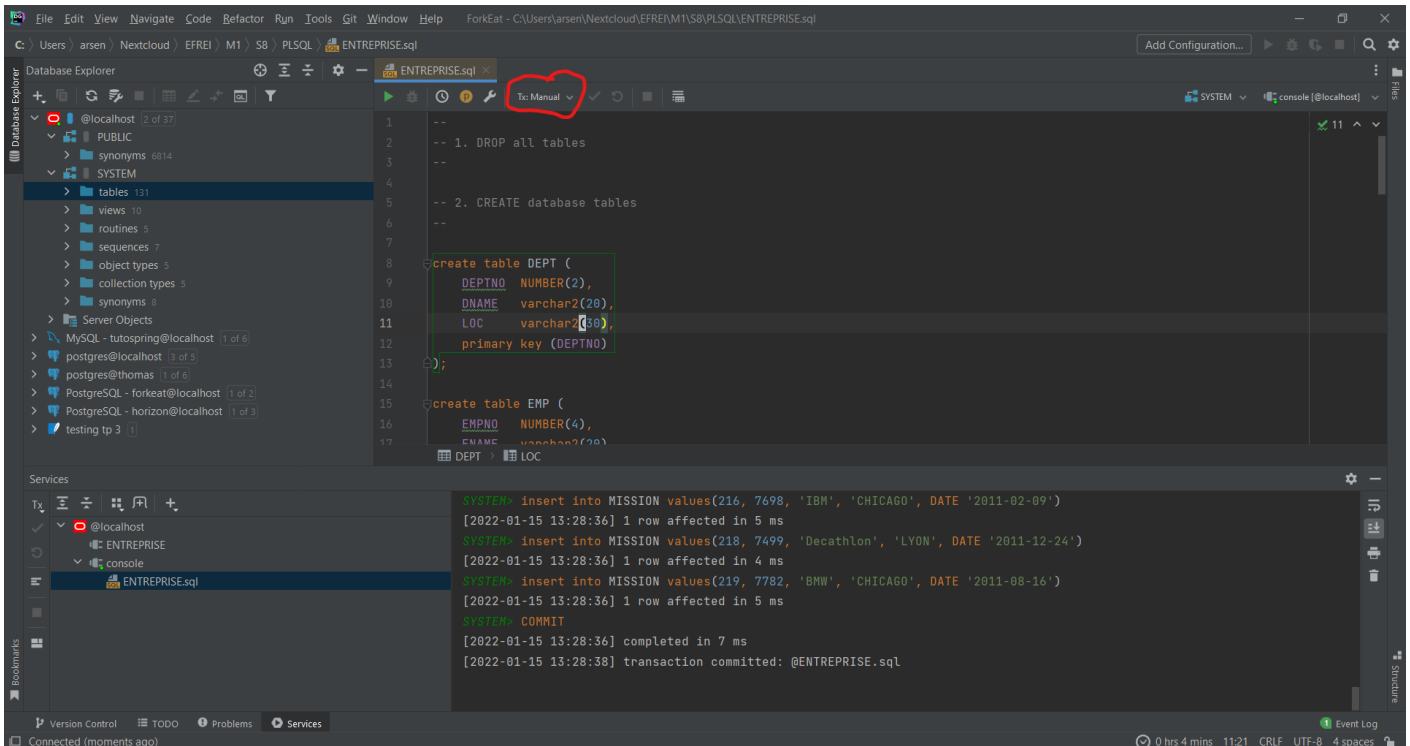 File Edit View Navigate Code Refactor Run Tools Git Window Help ForkEat - C:\Users\arsen\Nextcloud\EFREI\M1\S8\PLSQL\ENTREPRISE.sql
C: Users arsen Nextcloud EFREI M1 S8 PLSQL ENTREPRISE.sql Add Configuration...
Database Explorer
ENTREPRISE.sql
Tx: Manual SYSTEM console [@localhost]
Database Explorer
Files
@localhost 2 of 37
PUBLIC
synonyms 6814
SYSTEM
tables 131
views 10
routines 5
sequences 7
object types 5
collection types 5
synonyms 8
Server Objects
MySQL - tutospring@localhost 1 of 6
postgres@localhost 3 of 5
postgres@thomas 1 of 6
PostgreSQL - forkeat@localhost 1 of 2
PostgreSQL - horizon@localhost 1 of 3
testing tp 3 1
11
1 --
2 -- 1. DROP all tables
3 --
4
5 -- 2. CREATE database tables
6 --
7
8 create table DEPT (
9 DEPTNO NUMBER(2),
10 DNAME varchar2(20),
11 LOC varchar2(30),
12 primary key (DEPTNO)
13 );
14
15 create table EMP (
16 EMPNO NUMBER(4),
17 ENAME varchar2(20)
DEPT LOC
Services
Tx
@localhost
ENTREPRISE
console
ENTREPRISE.sql
SYSTEM> insert into MISSION values(216, 7698, 'IBM', 'CHICAGO', DATE '2011-02-09')
[2022-01-15 13:28:36] 1 row affected in 5 ms
SYSTEM> insert into MISSION values(218, 7499, 'Decathlon', 'LYON', DATE '2011-12-24')
[2022-01-15 13:28:36] 1 row affected in 4 ms
SYSTEM> insert into MISSION values(219, 7782, 'BMW', 'CHICAGO', DATE '2011-08-16')
[2022-01-15 13:28:36] 1 row affected in 5 ms
SYSTEM> COMMIT
[2022-01-15 13:28:36] completed in 7 ms
[2022-01-15 13:28:38] transaction committed: @ENTREPRISE.sql
Bookmarks
Structure
Version Control TODO Problems Services 1 Event Log
Connected (moments ago) 0 hrs 4 mins 11:21 CRLF UTF-8 4 spaces